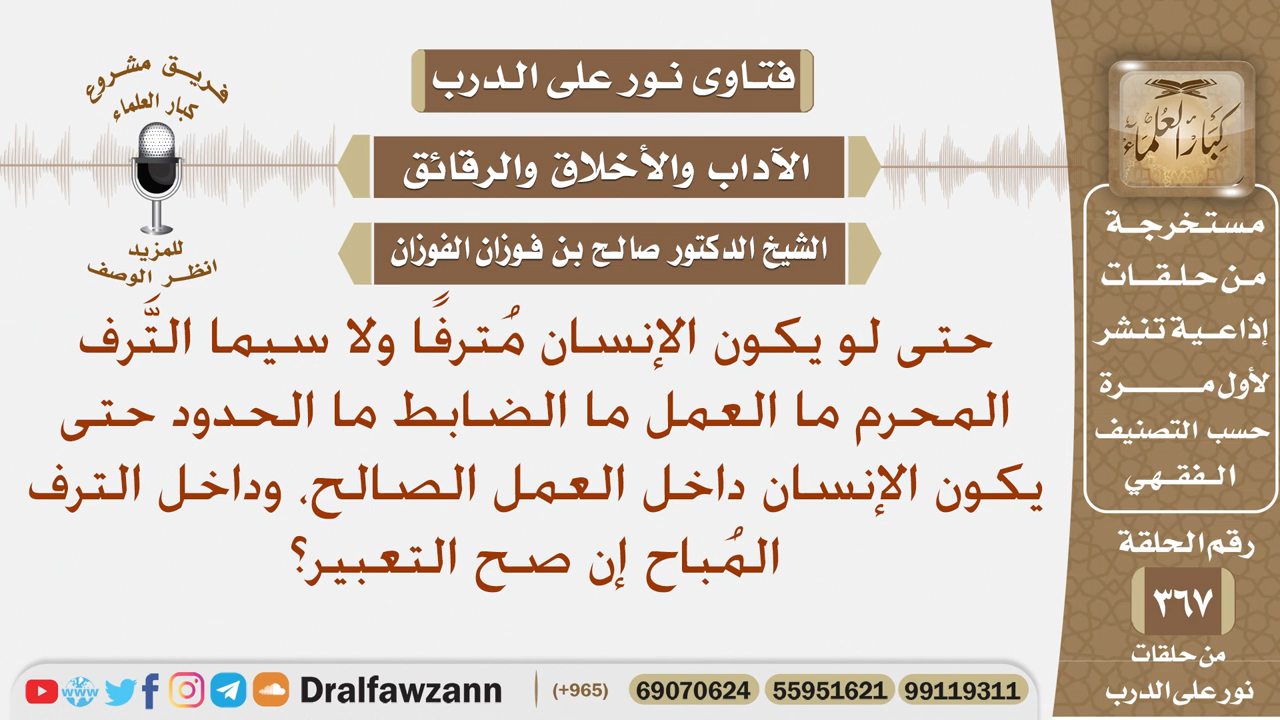 فتاوى نور على الدرب
الآداب والأخلاق والرقائق
الشيخ الدكتور صالح بن فوزان الفوزان
فريق مشروع
كبار العلماء
للمزيد
انظر الوصف
حتى لو يكون الإنسان مُترفًا ولا سيما التَّرف
المحرم ما العمل ما الضابط ما الحدود حتى
يكون الإنسان داخل العمل الصالح، وداخل الترف
المُباح إن صح التعبير؟
كبار العلماء
مستخرجة
من حلقات
إذاعية تنشر
لأول مرة
حسب التصنيف
الفقهي
رقم الحلقة
٣٦٧
من حلقات
نور على الدرب
www
Dralfawzann
(+965)
69070624
55951621
99119311